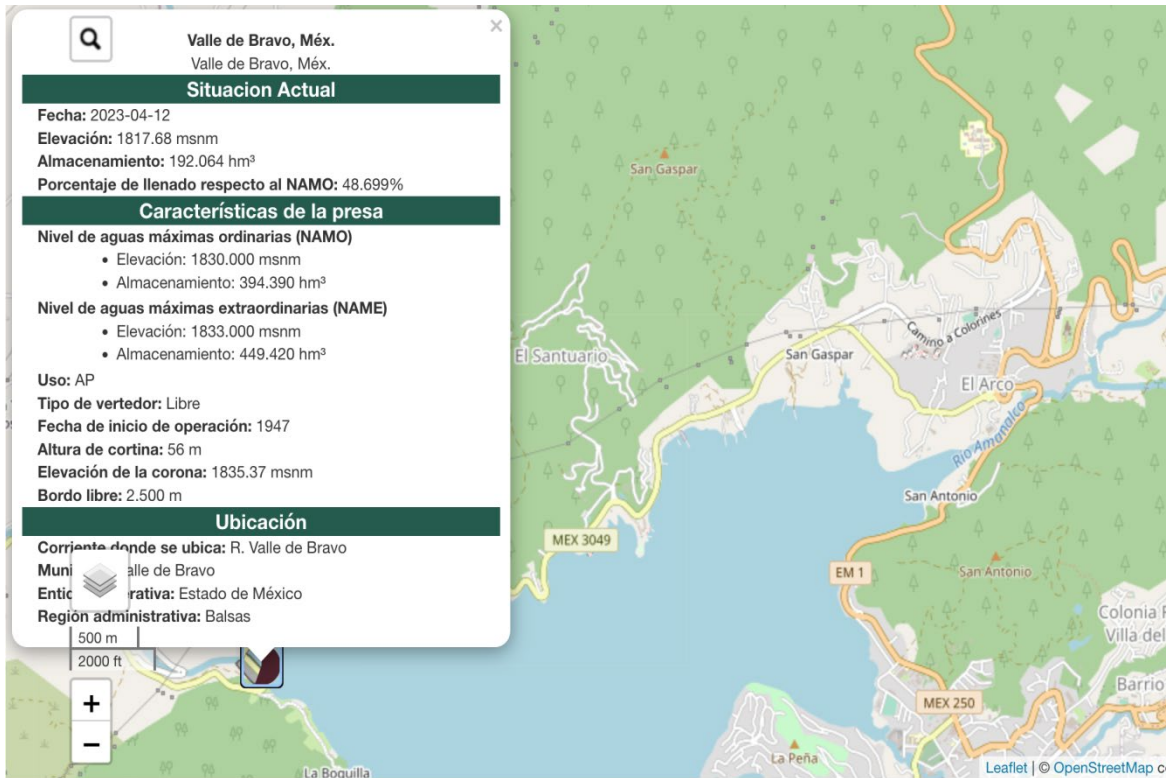 Valle de Bravo, Méx.
Valle de Bravo, Méx.
Situacion Actual
Fecha: 2023-04-12
Elevación: 1817.68 msnm
Almacenamiento: 192.064 hm³
Porcentaje de llenado respecto al NAMO: 48.699%
Características de la presa
Nivel de aguas máximas ordinarias (NAMO)
• Elevación: 1830.000 msnm
• Almacenamiento: 394.390 hm³
Nivel de aguas máximas extraordinarias (NAME)
• Elevación: 1833.000 msnm
• Almacenamiento: 449.420 hm³
Uso: AP
Tipo de vertedor: Libre
Fecha de inicio de operación: 1947
Altura de cortina: 56 m
Elevación de la corona: 1835.37 msnm
Bordo libre: 2.500 m
Ubicación
Corriente donde se ubica: R. Valle de Bravo
Muni alle de Bravo
Entid erativa: Estado de México
Región administrativa: Balsas
500 m
2000 ft
+
−
San Gaspar
El Santuario
San Gaspar
Camino a Colorines
El Arco
Río Amanalco
San Antonio
MEX 3049
EM 1
San Antonio
Colonia
Villa del
Barrio
MEX 250
La Peña
La Boquilla
Leaflet | © OpenStreetMap co